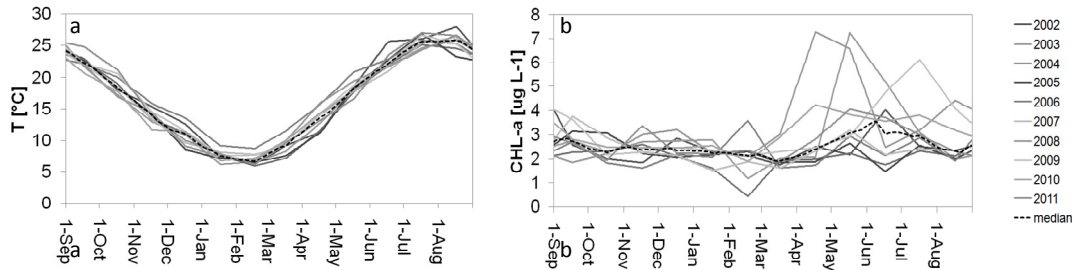 a
T [°C]
30
25
20
15
10
5
0
1-Sep
1-Oct
1-Nov
1-Dec
1-Jan
1-Feb
1-Mar
1-Apr
1-May
1-Jun
1-Jul
1-Aug
a
b
CHL-a [ug L-1]
8
7
6
5
4
3
2
1
0
1-Sep
1-Oct
1-Nov
1-Dec
1-Jan
1-Feb
1-Mar
1-Apr
1-May
1-Jun
1-Jul
1-Aug
b
2002
2003
2004
2005
2006
2007
2008
2009
2010
2011
median